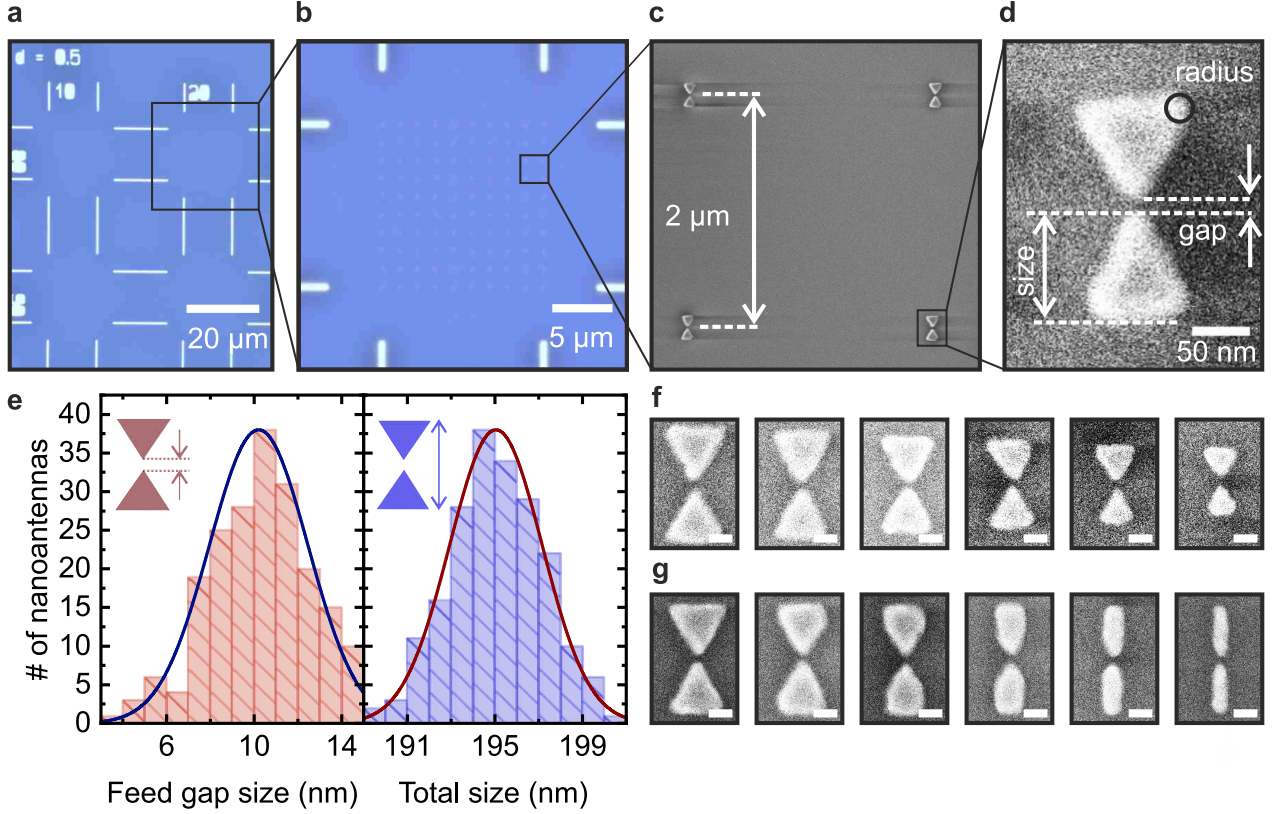 a
b
c
d
d = 0.5
10
20
20 µm
5 µm
2 µm
radius
gap
size
50 nm
e
# of nanoantennas
40
35
30
25
20
15
10
5
0
6
10
14
191
195
199
Feed gap size (nm)
Total size (nm)
f
g